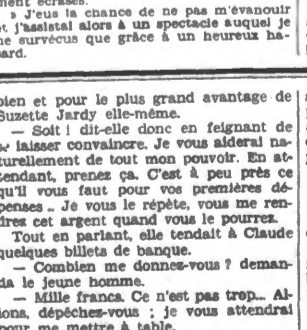 ment écrasés.
» J'eus la chance de ne pas m'évanouir
et j'assistai alors à un spectacle auquel je
ne survécus que grâce à un heureux ha-
sard.
bien et pour le plus grand avantage de
Suzette Jardy elle-même.
— Soit ! dit-elle donc en feignant de
se laisser convaincre. Je vous aiderai na-
turellement de tout mon pouvoir. En at-
tendant, prenez ça. C'est à peu près ce
qu'il vous faut pour vos premières dé-
penses.. Je vous le répète, vous me ren-
drez cet argent quand vous le pourrez.
Tout en parlant, elle tendait à Claude
quelques billets de banque.
— Combien me donnez-vous ? deman-
da le jeune homme.
— Mille francs. Ce n'est pas trop... Al-
lons, dépêchez-vous ; je vous attendrai
pour me mettre à table.